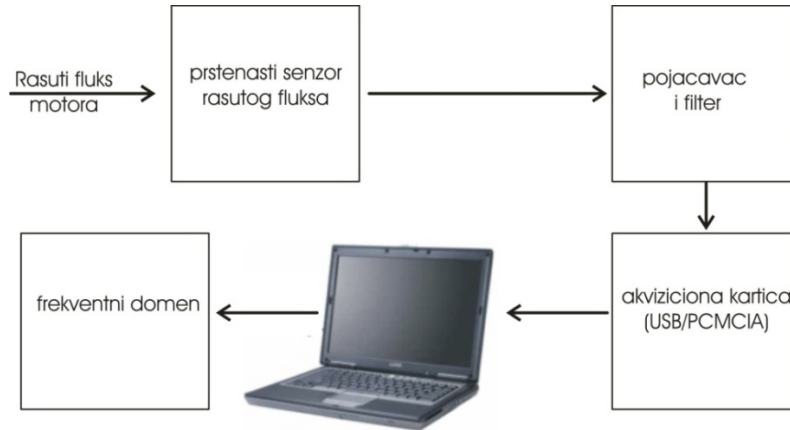 Rasuti fluks
motora
prstenasti senzor
rasutog fluksa
pojacavac
i filter
akviziciona kartica
(USB/PCMCIA)
frekventni domen